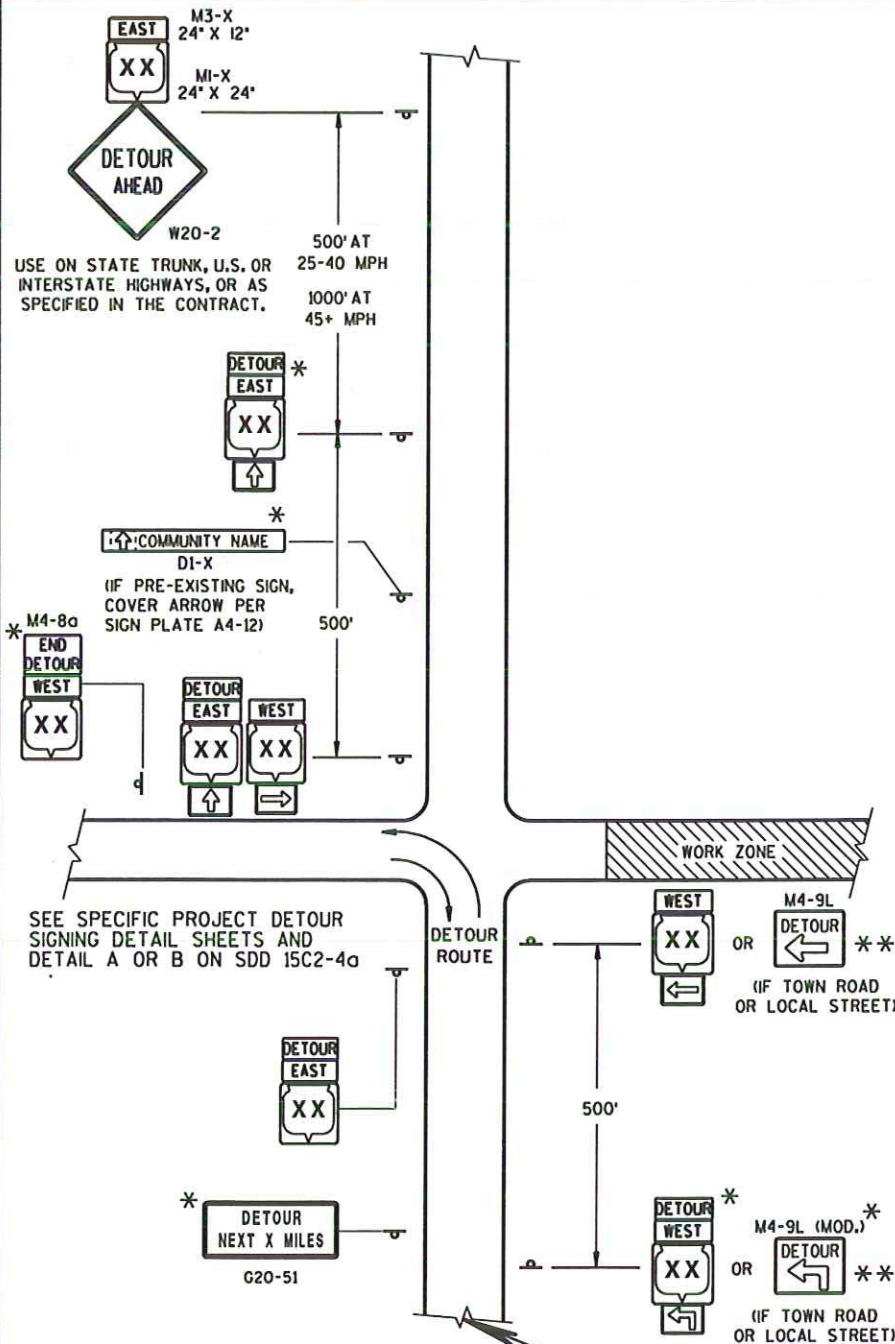 M3-X
24" X 12"
EAST
XX
M1-X
24" X 24"
DETOUR
AHEAD
W20-2
USE ON STATE TRUNK, U.S. OR
INTERSTATE HIGHWAYS, OR AS
SPECIFIED IN THE CONTRACT.
500' AT
25-40 MPH
1000' AT
45+ MPH
DETOUR
EAST
XX
*
*
COMMUNITY NAME
D1-X
(IF PRE-EXISTING SIGN,
COVER ARROW PER
SIGN PLATE A4-12)
500'
* M4-8a
END
DETOUR
WEST
XX
DETOUR
EAST
XX
WEST
XX
WORK ZONE
SEE SPECIFIC PROJECT DETOUR
SIGNING DETAIL SHEETS AND
DETAIL A OR B ON SDD 15C2-4a
DETOUR
ROUTE
WEST
XX
OR
M4-9L
DETOUR
**
(IF TOWN ROAD
OR LOCAL STREET)
DETOUR
EAST
XX
500'
*
DETOUR
NEXT X MILES
G20-51
DETOUR
WEST
XX
*
OR
M4-9L (MOD.)
*
DETOUR
**
(IF TOWN ROAD
OR LOCAL STREET)